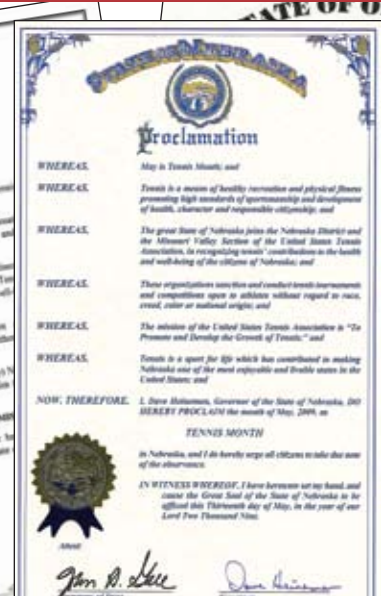 TATE OF O
STATE OF NEBRASKA
Proclamation
WHEREAS, May is Tennis Month; and
WHEREAS, Tennis is a means of healthy recreation and physical fitness
promoting high standards of sportsmanship and development
of health, character and responsible citizenship; and
WHEREAS, The great State of Nebraska joins the Nebraska District and
the Missouri Valley Section of the United States Tennis
Association, in recognizing tennis' contributions to the health
and well-being of the citizens of Nebraska; and
WHEREAS, These organizations sanction and conduct tennis tournaments
and competitions open to athletes without regard to race,
creed, color or national origin; and
WHEREAS, The mission of the United States Tennis Association is "To
Promote and Develop the Growth of Tennis;" and
WHEREAS, Tennis is a sport for life which has contributed to making
Nebraska one of the most enjoyable and livable states in the
United States; and
NOW, THEREFORE, I, Dave Heineman, Governor of the State of Nebraska, DO
HEREBY PROCLAIM the month of May, 2009, as
TENNIS MONTH
in Nebraska, and I do hereby urge all citizens to take due note
of the observance.
IN WITNESS WHEREOF, I have hereunto set my hand, and
cause the Great Seal of the State of Nebraska to be
affixed this Thirteenth day of May, in the year of our
Lord Two Thousand Nine.
Attest:
John A. Gale
Dave Heineman